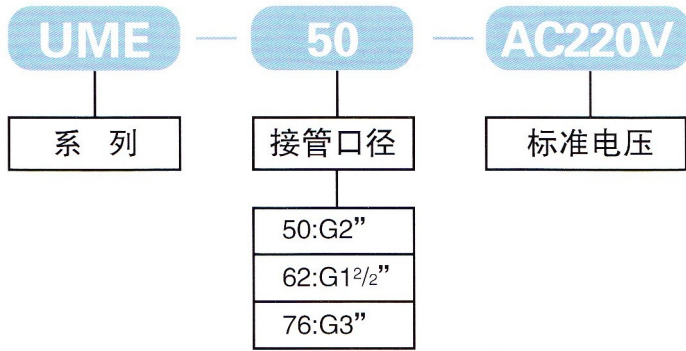 UME — 50 — AC220V
系 列 接管口径 标准电压
50:G2”
62:G1²/₂”
76:G3”